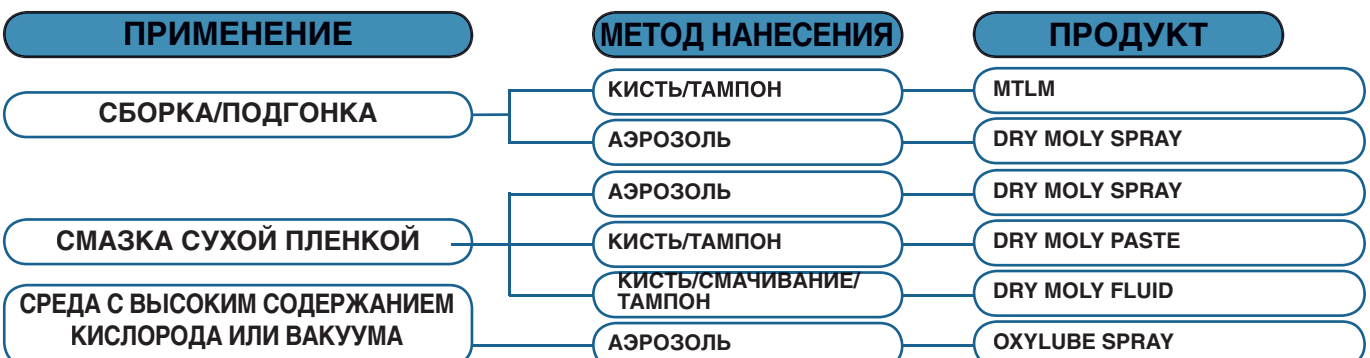 ПРИМЕНЕНИЕ
МЕТОД НАНЕСЕНИЯ
ПРОДУКТ
СБОРКА/ПОДГОНКА
КИСТЬ/ТАМПОН
MTLM
АЭРОЗОЛЬ
DRY MOLY SPRAY
СМАЗКА СУХОЙ ПЛЕНКОЙ
АЭРОЗОЛЬ
DRY MOLY SPRAY
КИСТЬ/ТАМПОН
DRY MOLY PASTE
КИСТЬ/СМАЧИВАНИЕ/
ТАМПОН
DRY MOLY FLUID
СРЕДА С ВЫСОКИМ СОДЕРЖАНИЕМ
КИСЛОРОДА ИЛИ ВАКУУМА
АЭРОЗОЛЬ
OXYLUBE SPRAY